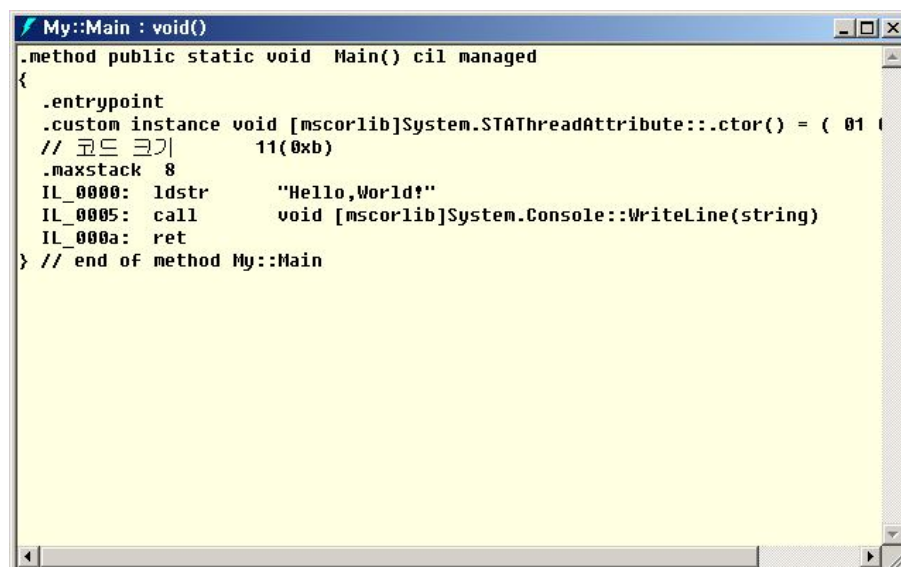 My::Main : void()
.method public static void  Main() cil managed
{
  .entrypoint
  .custom instance void [mscorlib]System.STAThreadAttribute::.ctor() = ( 01
  // 코드 크기       11(0xb)
  .maxstack  8
  IL_0000:  ldstr      "Hello,World!"
  IL_0005:  call       void [mscorlib]System.Console::WriteLine(string)
  IL_000a:  ret
} // end of method My::Main